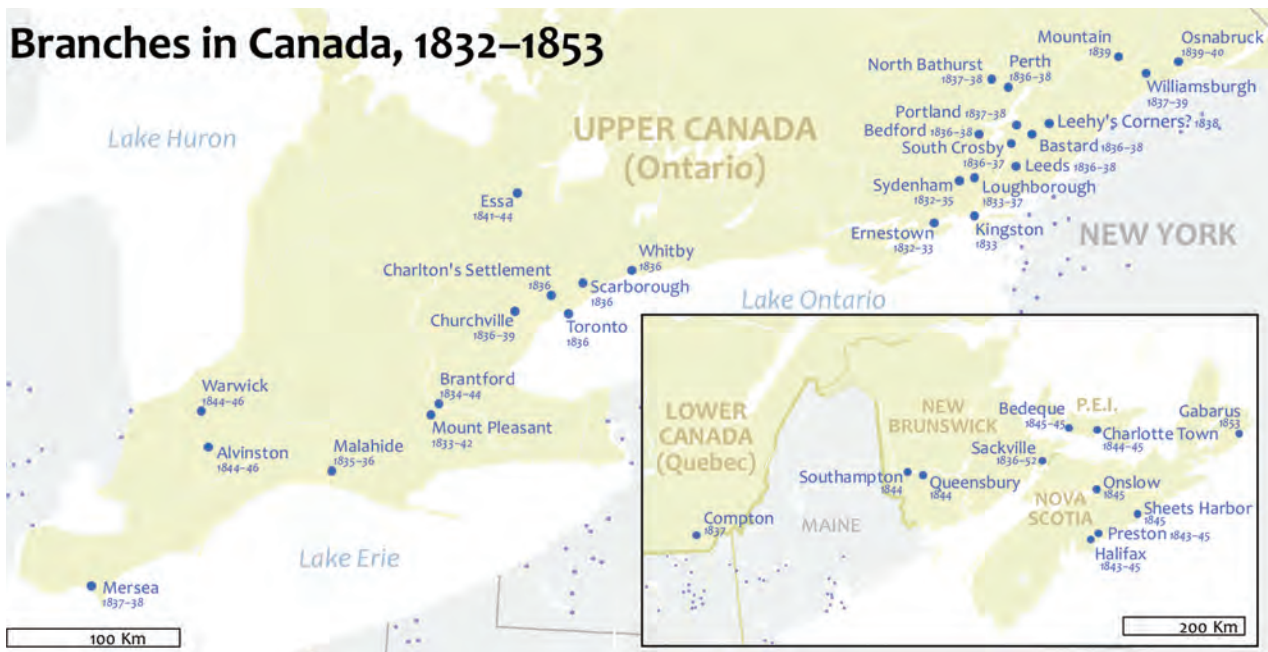 Branches in Canada, 1832–1853
Lake Huron
UPPER CANADA
(Ontario)
Mountain
1839
Osnabruck
1839–40
North Bathurst
1837–38
Perth
1836–38
Williamsburgh
1837–39
Portland 1837–38
Leehy's Corners? 1838
Bedford 1836–38
Bastard 1836–38
South Crosby
1836–37
Leeds 1836–38
Sydenham
1832–35
Loughborough
1833–37
Essa
1841–44
Ernestown
1832–33
Kingston
1833
NEW YORK
Whitby
1836
Charlton's Settlement
1836
Scarborough
1836
Lake Ontario
Churchville
1836–39
Toronto
1836
Warwick
1844–46
Brantford
1834–44
Mount Pleasant
1833–42
Alvinston
1844–46
Malahide
1835–36
Lake Erie
Mersea
1837–38
100 Km
LOWER
CANADA
(Quebec)
NEW
BRUNSWICK
Bedeque
1845–45
P.E.I.
Gabarus
1853
Charlotte Town
1844–45
Sackville
1836–52
Southampton
1844
Queensbury
1844
Onslow
1845
NOVA
SCOTIA
Sheets Harbor
1845
Compton
1837
MAINE
Preston 1843–45
Halifax
1843–45
200 Km